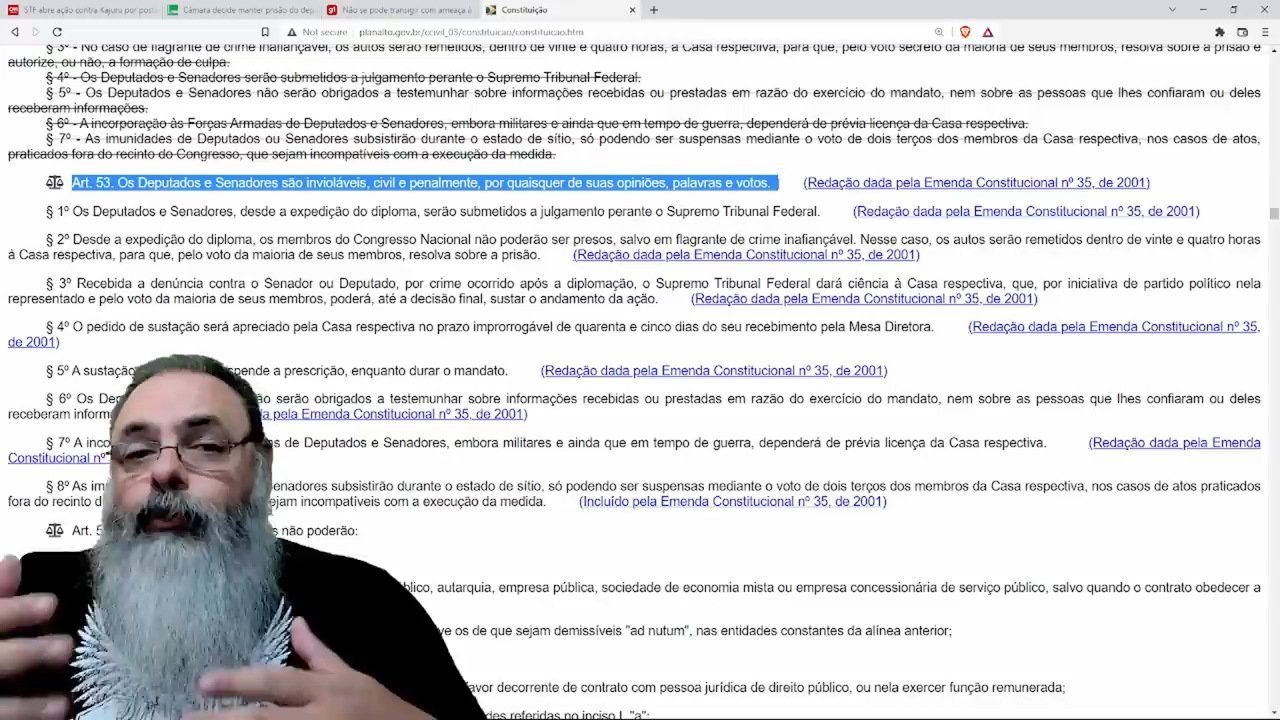 STF abre ação contra Kajuru por post
Câmara decide manter prisão do dep
Não se pode transigir com ameaça à
Constituição
Not secure
planalto.gov.br/ccivil_03/constituicao/constituicao.htm
§ 3º - No caso de flagrante de crime inafiançável, os autos serão remetidos, dentro de vinte e quatro horas, à Casa respectiva, para que, pelo voto secreto da maioria de seus membros, resolva sobre a prisão e
autorize, ou não, a formação de culpa.
§ 4º - Os Deputados e Senadores serão submetidos a julgamento perante o Supremo Tribunal Federal.
§ 5º - Os Deputados e Senadores não serão obrigados a testemunhar sobre informações recebidas ou prestadas em razão do exercício do mandato, nem sobre as pessoas que lhes confiaram ou deles
receberam informações.
§ 6º - A incorporação às Forças Armadas de Deputados e Senadores, embora militares e ainda que em tempo de guerra, dependerá de prévia licença da Casa respectiva.
§ 7º - As imunidades de Deputados ou Senadores subsistirão durante o estado de sítio, só podendo ser suspensas mediante o voto de dois terços dos membros da Casa respectiva, nos casos de atos,
praticados fora do recinto do Congresso, que sejam incompatíveis com a execução da medida.
Art. 53. Os Deputados e Senadores são invioláveis, civil e penalmente, por quaisquer de suas opiniões, palavras e votos. (Redação dada pela Emenda Constitucional nº 35, de 2001)
§ 1º Os Deputados e Senadores, desde a expedição do diploma, serão submetidos a julgamento perante o Supremo Tribunal Federal. (Redação dada pela Emenda Constitucional nº 35, de 2001)
§ 2º Desde a expedição do diploma, os membros do Congresso Nacional não poderão ser presos, salvo em flagrante de crime inafiançável. Nesse caso, os autos serão remetidos dentro de vinte e quatro horas
à Casa respectiva, para que, pelo voto da maioria de seus membros, resolva sobre a prisão. (Redação dada pela Emenda Constitucional nº 35, de 2001)
§ 3º Recebida a denúncia contra o Senador ou Deputado, por crime ocorrido após a diplomação, o Supremo Tribunal Federal dará ciência à Casa respectiva, que, por iniciativa de partido político nela
representado e pelo voto da maioria de seus membros, poderá, até a decisão final, sustar o andamento da ação. (Redação dada pela Emenda Constitucional nº 35, de 2001)
§ 4º O pedido de sustação será apreciado pela Casa respectiva no prazo improrrogável de quarenta e cinco dias do seu recebimento pela Mesa Diretora. (Redação dada pela Emenda Constitucional nº 35,
de 2001)
§ 5º A sustaç pende a prescrição, enquanto durar o mandato. (Redação dada pela Emenda Constitucional nº 35, de 2001)
§ 6º Os De ão serão obrigados a testemunhar sobre informações recebidas ou prestadas em razão do exercício do mandato, nem sobre as pessoas que lhes confiaram ou deles
receberam inform a pela Emenda Constitucional nº 35, de 2001)
§ 7º A inco s de Deputados e Senadores, embora militares e ainda que em tempo de guerra, dependerá de prévia licença da Casa respectiva. (Redação dada pela Emenda
Constitucional nº
§ 8º As im enadores subsistirão durante o estado de sítio, só podendo ser suspensas mediante o voto de dois terços dos membros da Casa respectiva, nos casos de atos praticados
fora do recinto d ejam incompatíveis com a execução da medida. (Incluído pela Emenda Constitucional nº 35, de 2001)
Art. 5 s não poderão:
blico, autarquia, empresa pública, sociedade de economia mista ou empresa concessionária de serviço público, salvo quando o contrato obedecer a
ve os de que sejam demissíveis "ad nutum", nas entidades constantes da alínea anterior;
avor decorrente de contrato com pessoa jurídica de direito público, ou nela exercer função remunerada;
des referidas no inciso I, "a";